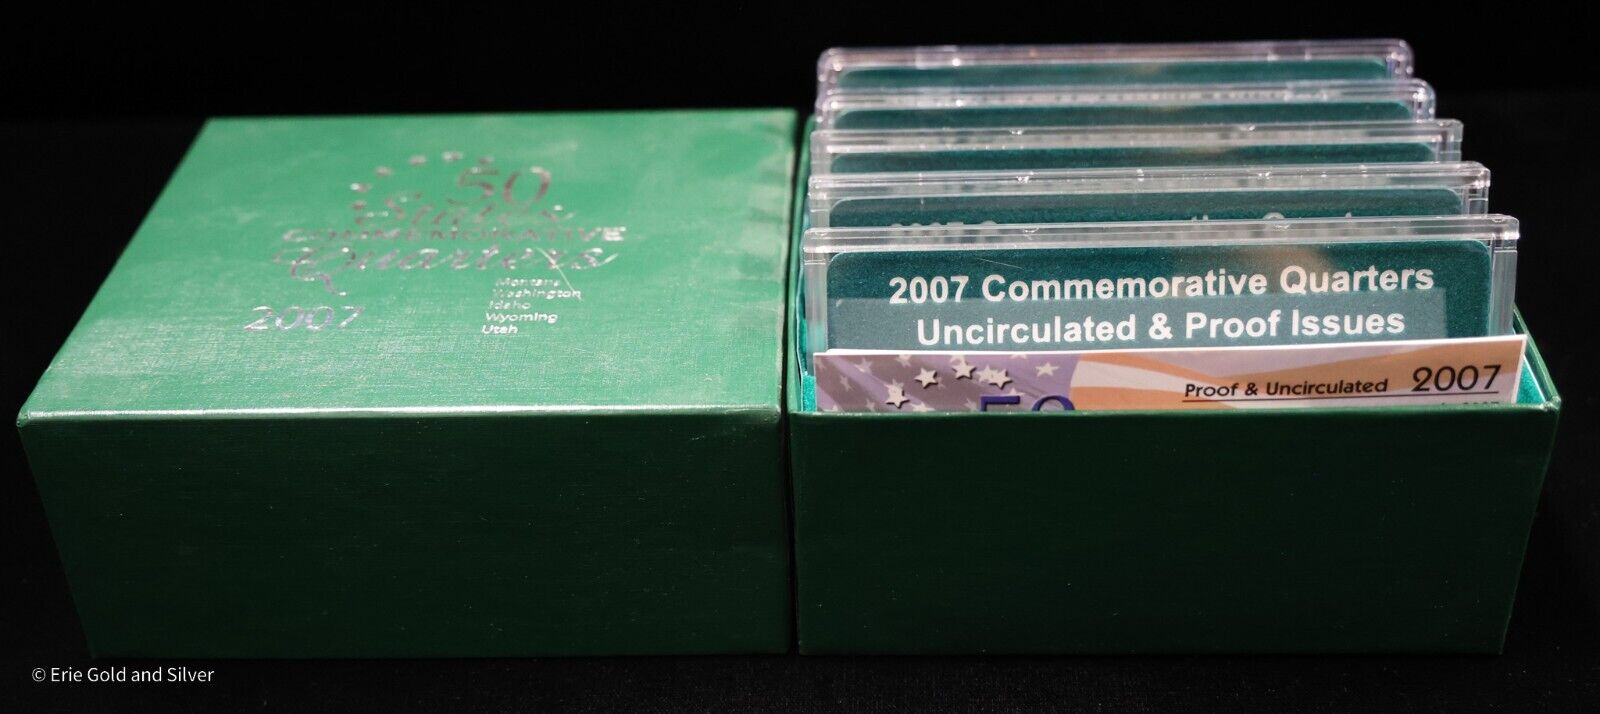 50
States
COMMEMORATIVE
Quarters
2007
Montana
Washington
Idaho
Wyoming
Utah
2007 Commemorative Quarters
Uncirculated & Proof Issues
50
Proof & Uncirculated 2007
© Erie Gold and Silver